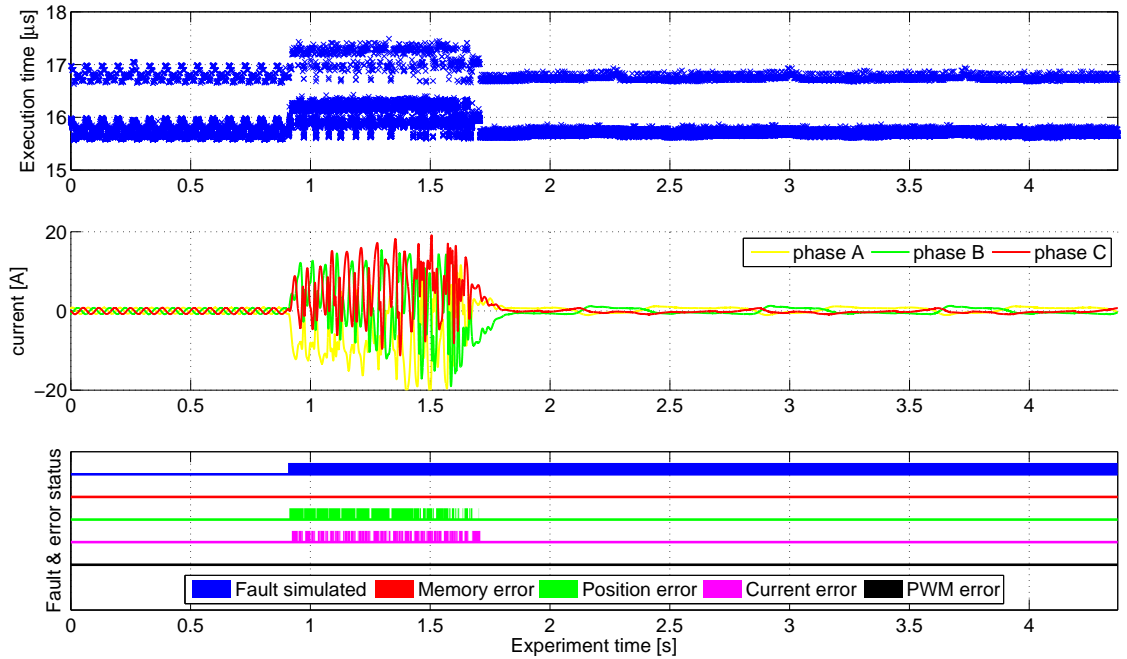 Execution time [µs]
18
17
16
15
0 0.5 1 1.5 2 2.5 3 3.5 4
current [A]
20
0
−20
phase A phase B phase C
0 0.5 1 1.5 2 2.5 3 3.5 4
Fault & error status
Fault simulated Memory error Position error Current error PWM error
0 0.5 1 1.5 2 2.5 3 3.5 4
Experiment time [s]